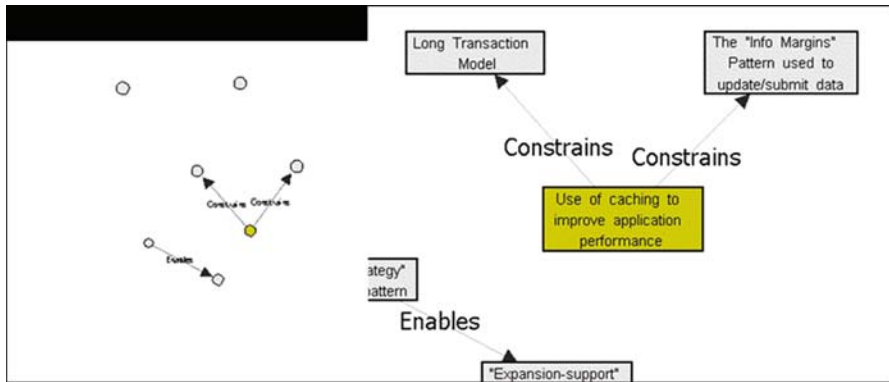 Long Transaction
Model
The "Info Margins"
Pattern used to
update/submit data
Constrains
Constrains
Constrains
Constrains
Use of caching to
improve application
performance
Enables
ategy"
pattern
Enables
"Expansion-support"